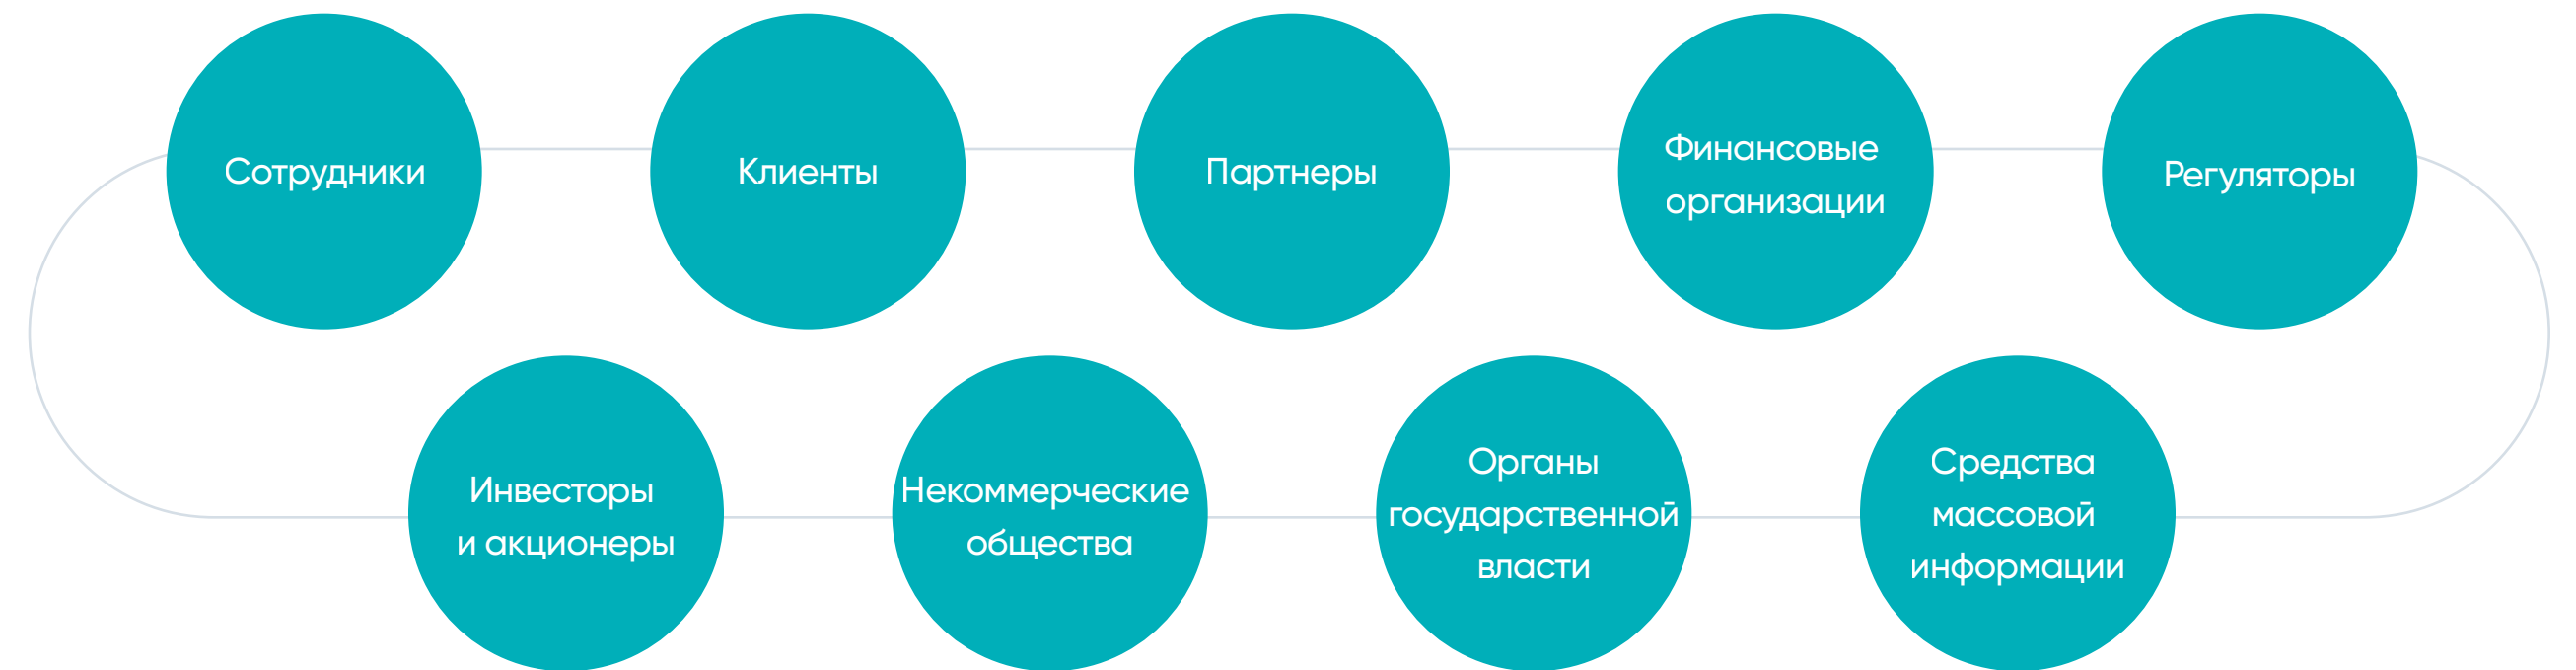 Сотрудники
Клиенты
Партнеры
Финансовые
организации
Регуляторы
Инвесторы
и акционеры
Некоммерческие
общества
Органы
государственной
власти
Средства
массовой
информации